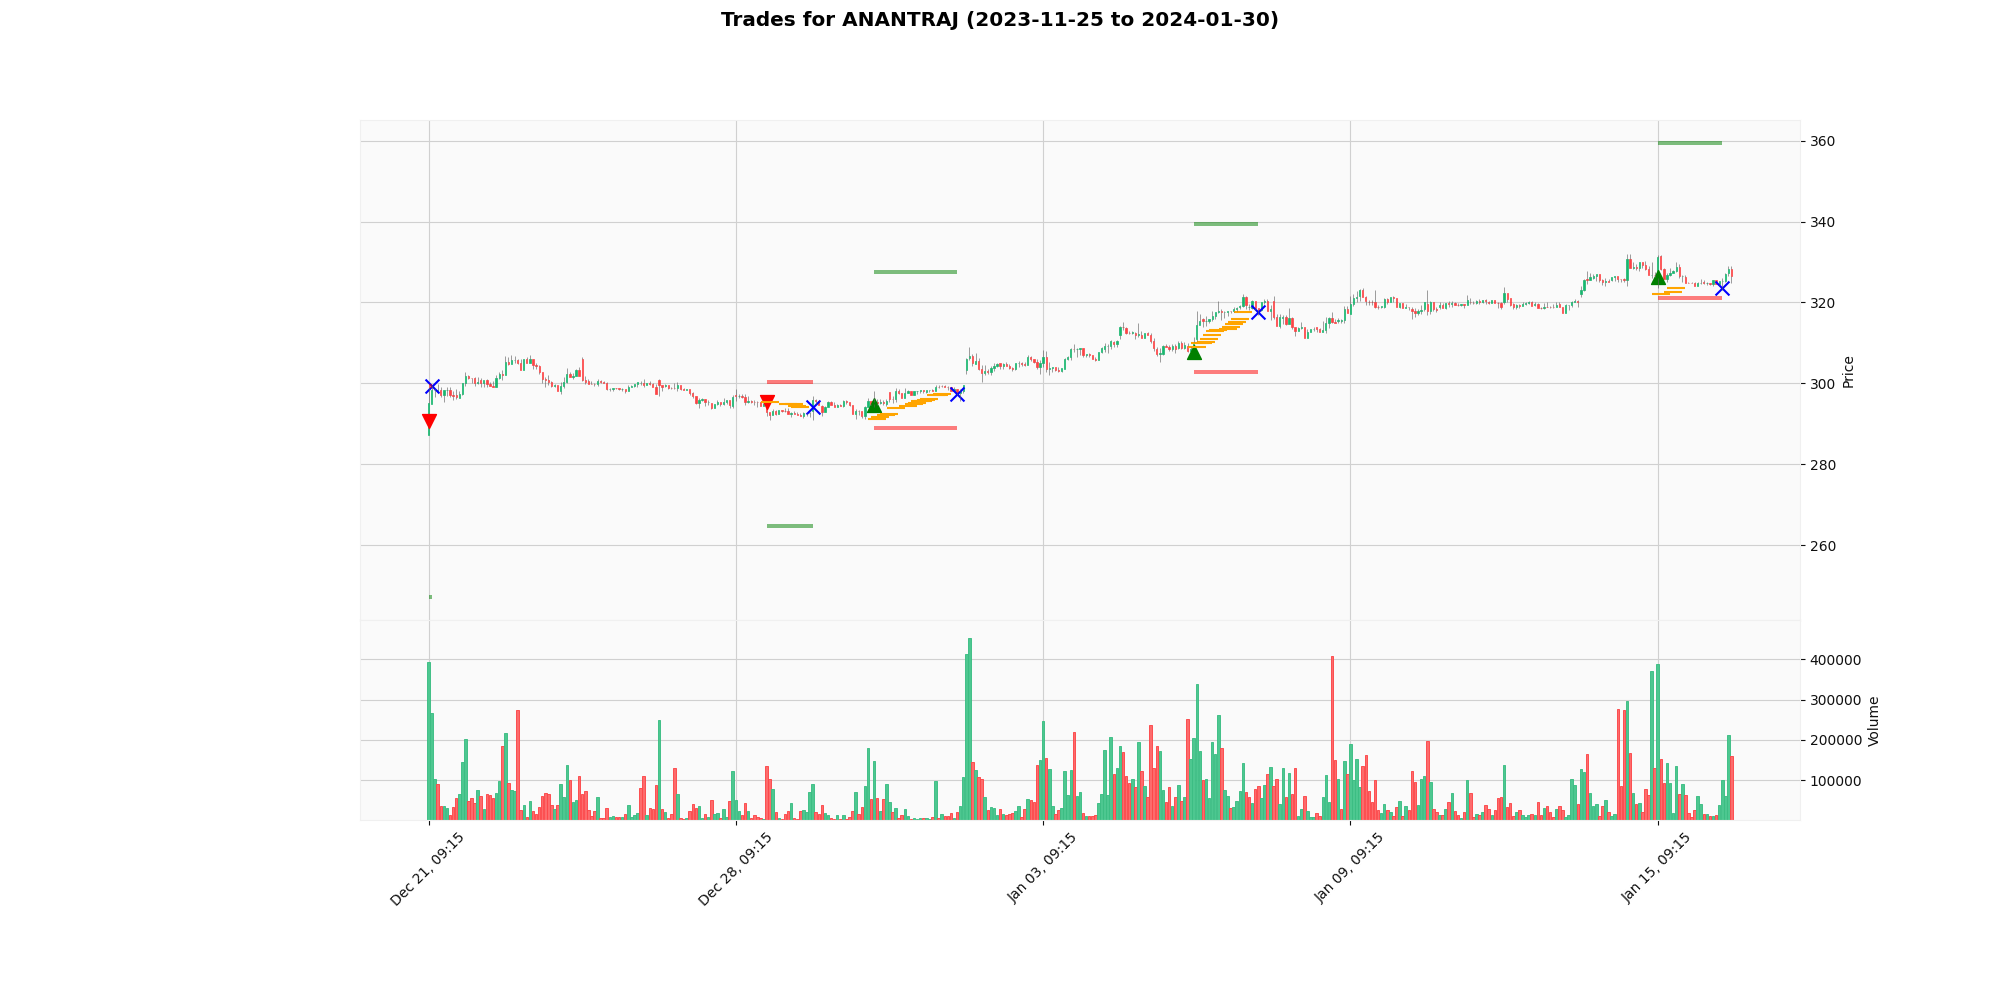 Trades for ANANTRAJ (2023-11-25 to 2024-01-30)
360
340
320
300
280
260
Price
400000
300000
200000
100000
Volume
Dec 21, 09:15
Dec 28, 09:15
Jan 03, 09:15
Jan 09, 09:15
Jan 15, 09:15